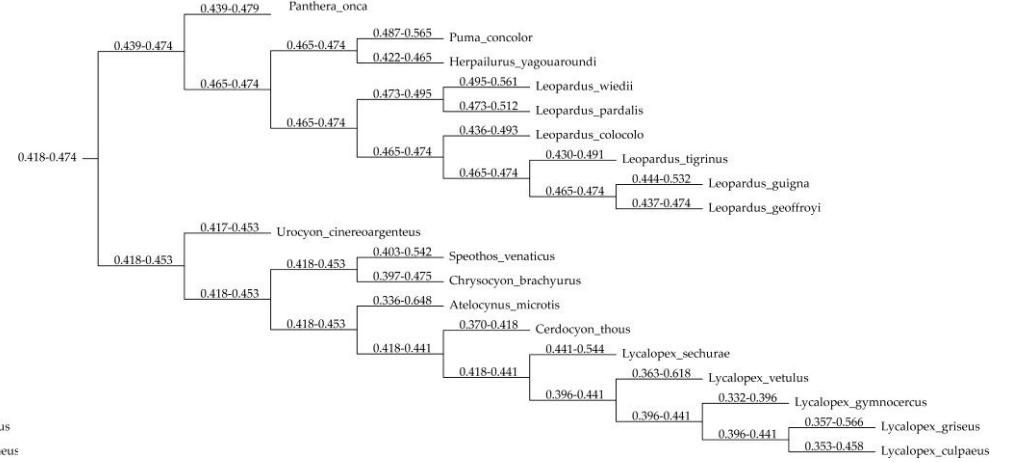 0.439-0.479 Panthera_onca
0.439-0.474
0.487-0.565 Puma_concolor
0.465-0.474
0.422-0.465 Herpailurus_yagouaroundi
0.465-0.474
0.495-0.561 Leopardus_wiedii
0.473-0.495
0.473-0.512 Leopardus_pardalis
0.465-0.474
0.436-0.493 Leopardus_colocolo
0.465-0.474
0.430-0.491 Leopardus_tigrinus
0.418-0.474
0.465-0.474
0.444-0.532 Leopardus_guigna
0.465-0.474
0.437-0.474 Leopardus_geoffroyi
0.417-0.453 Urocyon_cinereoargenteus
0.418-0.453
0.403-0.542 Speothos_venaticus
0.418-0.453
0.397-0.475 Chrysocyon_brachyurus
0.418-0.453
0.336-0.648 Atelocynus_microtis
0.418-0.453
0.370-0.418 Cerdocyon_thous
0.418-0.441
0.441-0.544 Lycalopex_sechurae
0.418-0.441
0.363-0.618 Lycalopex_vetulus
0.396-0.441
0.332-0.396 Lycalopex_gymnocercus
0.396-0.441
us
0.357-0.566 Lycalopex_griseus
0.396-0.441
eus
0.353-0.458 Lycalopex_culpaeus